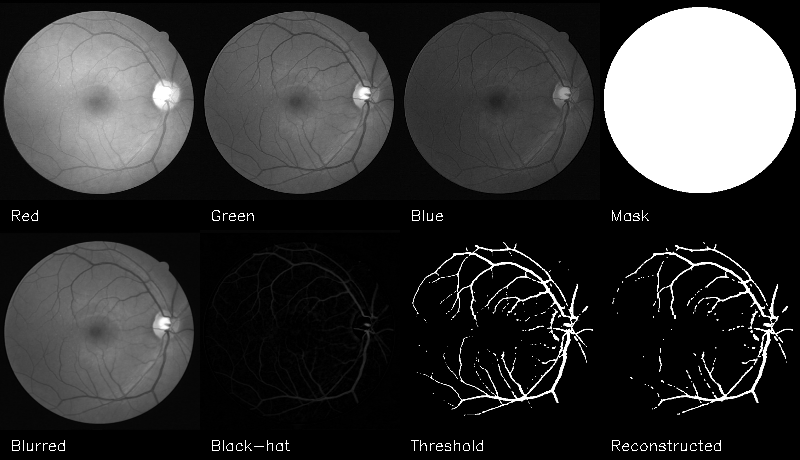 Red
Green
Blue
Mask
Blurred
Black-hat
Threshold
Reconstructed